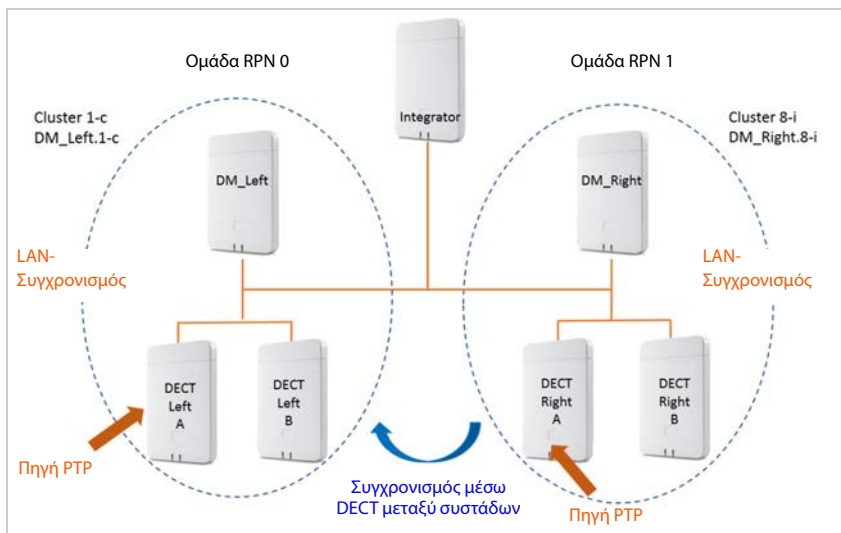 Ομάδα RPN 0
Ομάδα RPN 1
Integrator
Cluster 1-c
DM_Left.1-c
Cluster 8-i
DM_Right.8-i
DM_Left
DM_Right
LAN-
Συγχρονισμός
LAN-
Συγχρονισμός
DECT
Left
A
DECT
Left
B
DECT
Right
A
DECT
Right
B
Πηγή PTP
Συγχρονισμός μέσω
DECT μεταξύ συστάδων
Πηγή PTP